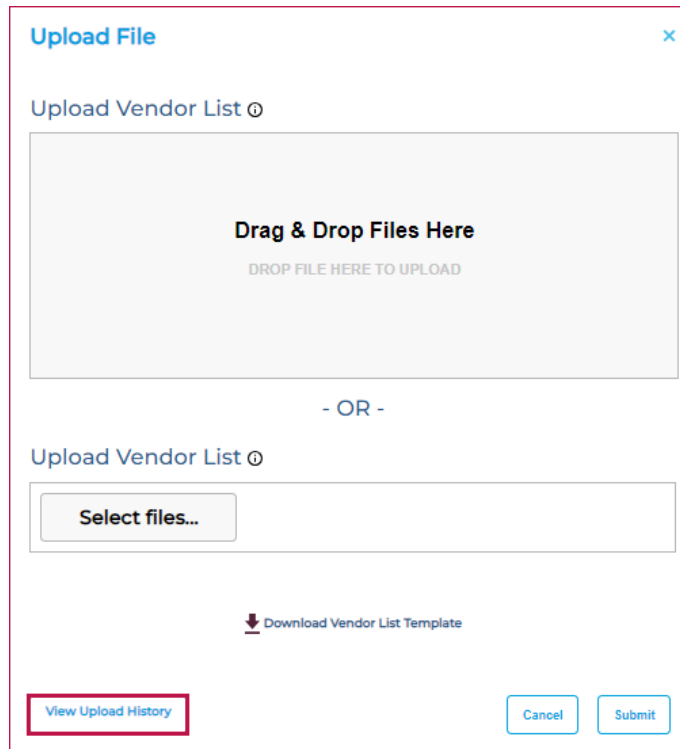 Upload File
Upload Vendor List
Drag & Drop Files Here
DROP FILE HERE TO UPLOAD
- OR -
Upload Vendor List
Select files...
Download Vendor List Template
View Upload History
Cancel
Submit